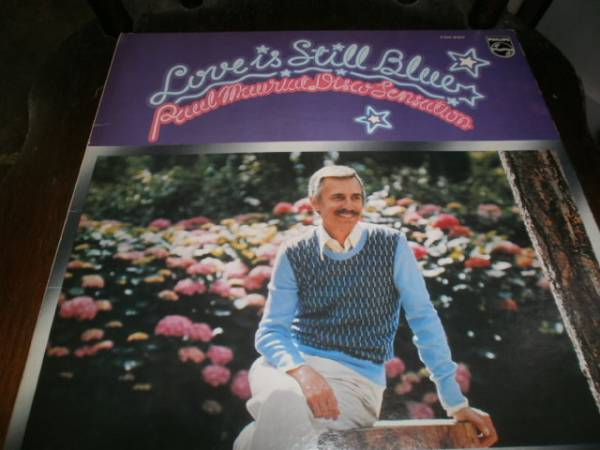 Love is Still Blue
Paul Mauriat Disco Sensation
PHILIPS